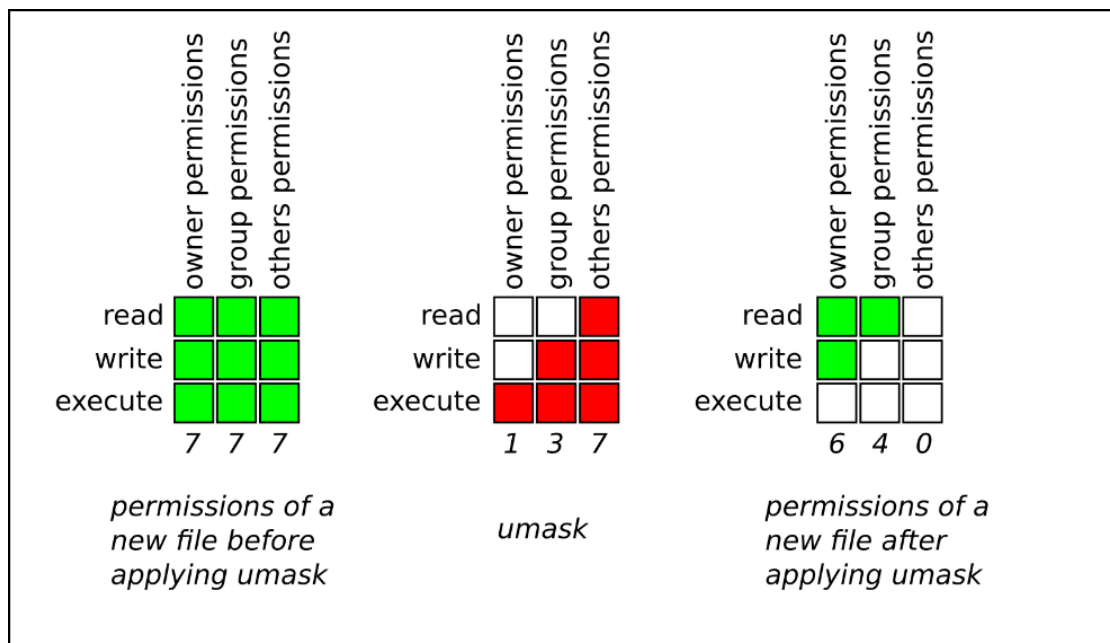 owner permissions
group permissions
others permissions
read
write
execute
7 7 7
permissions of a
new file before
applying umask
owner permissions
group permissions
others permissions
read
write
execute
1 3 7
umask
owner permissions
group permissions
others permissions
read
write
execute
6 4 0
permissions of a
new file after
applying umask